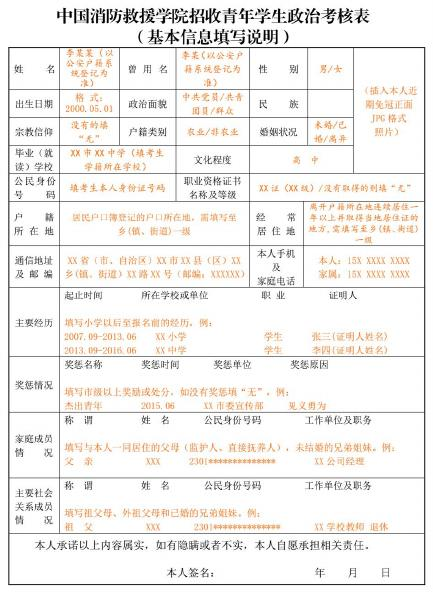 中国消防救援学院招收青年学生政治考核表
（基本信息填写说明）
姓 名 李某某（以公安户籍系统登记为准） 曾用名 李某(以公安户籍系统登记为准) 性 别 男/女 （插入本人近期免冠正面JPG格式照片）
出生日期 格 式：2000.05.01 政治面貌 中共党员/共青团员/群众 民 族
宗教信仰 没有的填“无” 户籍类别 农业/非农业 婚姻状况 未婚/已婚/离弃
毕业（就读）学校 XX市XX中学（填考生学籍所在学校） 文化程度 高 中
公民身份号 码 填考生本人身份证号码 职业资格证书名称及等级 XX证（XX级）/没有取得的则填“无”
户 籍所在地 居民户口簿登记的户口所在地，需填写至乡(镇、街道)一级 经 常居住地 离开户籍所在地连续居住一年以上并取得当地居住证的地方,需填写至乡(镇、街道)一级
通信地址及邮编 XX省（市、自治区）XX市XX县（区）XX乡(镇、街道）XX路XX号（邮编：XXXXXX） 本人手机及家庭电话 本人：15X XXXX XXXX
家属：15X XXXX XXXX
主要经历 起止时间 所在学校或单位 职 业 证明人
填写小学以后至报名前的经历，例：
2007.09-2013.06 XX小学 学生 张三(证明人姓名)
2013.09-2016.06 XX中学 学生 李四(证明人姓名)
奖惩情况 奖惩名称 奖惩时间 奖惩单位 奖惩原因
填写市级以上奖励或处分，如没有奖惩填“无”，例：
杰出青年 2015.06 XX市委宣传部 见义勇为
家庭成员情 况 称 谓 姓 名 公民身份号码 工作单位及职务
填写与本人一同居住的父母（监护人、直接抚养人），未结婚的兄弟姐妹。例：
父 亲 XXX 2301************** XX公司经理
主要社会关系成员情 况 称 谓 姓 名 公民身份号码 工作单位及职务
填写祖父母、外祖父母和已婚的兄弟姐妹。例：
祖 父 XXX 2301************** XX学校教师 退休
本人承诺以上内容属实，如有隐瞒或者不实，本人自愿承担相关责任。
本人签名： 年 月 日